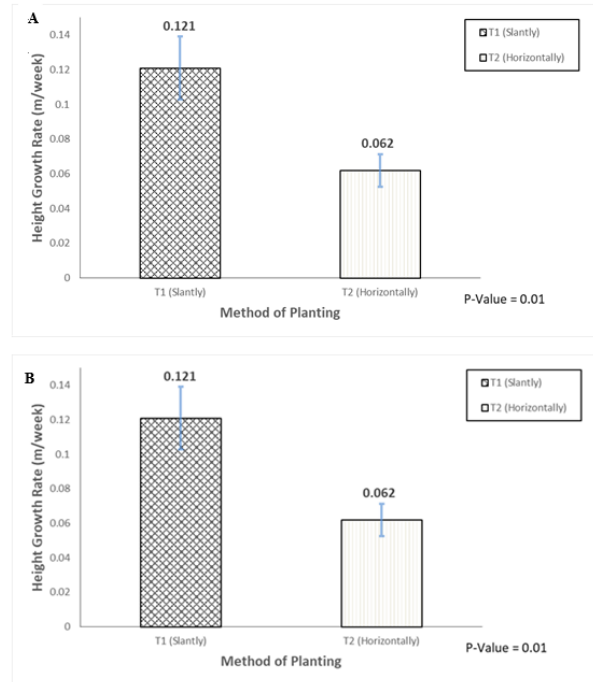 A
0.14
0.12
0.1
0.08
0.06
0.04
0.02
0
Height Growth Rate (m/week)
0.121
0.062
T1 (Slantly)
T2 (Horizontally)
T1 (Slantly)
T2 (Horizontally)
Method of Planting
P-Value = 0.01
B
0.14
0.12
0.1
0.08
0.06
0.04
0.02
0
Height Growth Rate (m/week)
0.121
0.062
T1 (Slantly)
T2 (Horizontally)
T1 (Slantly)
T2 (Horizontally)
Method of Planting
P-Value = 0.01